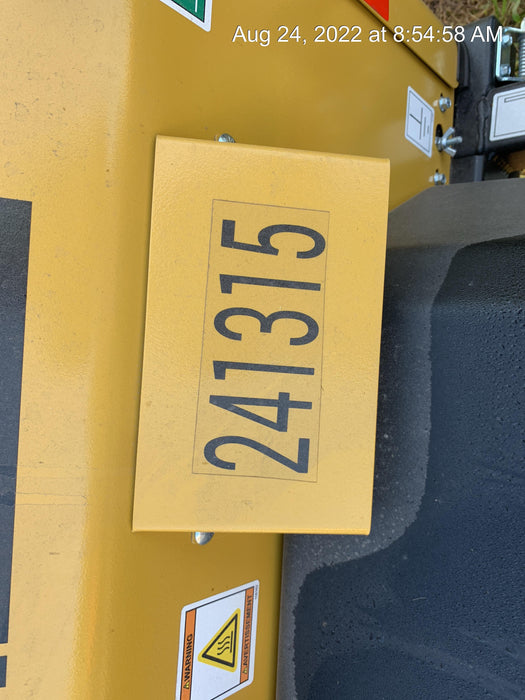 Aug 24, 2022 at 8:54:58 AM
241315
WARNING
AVERTISSEMENT